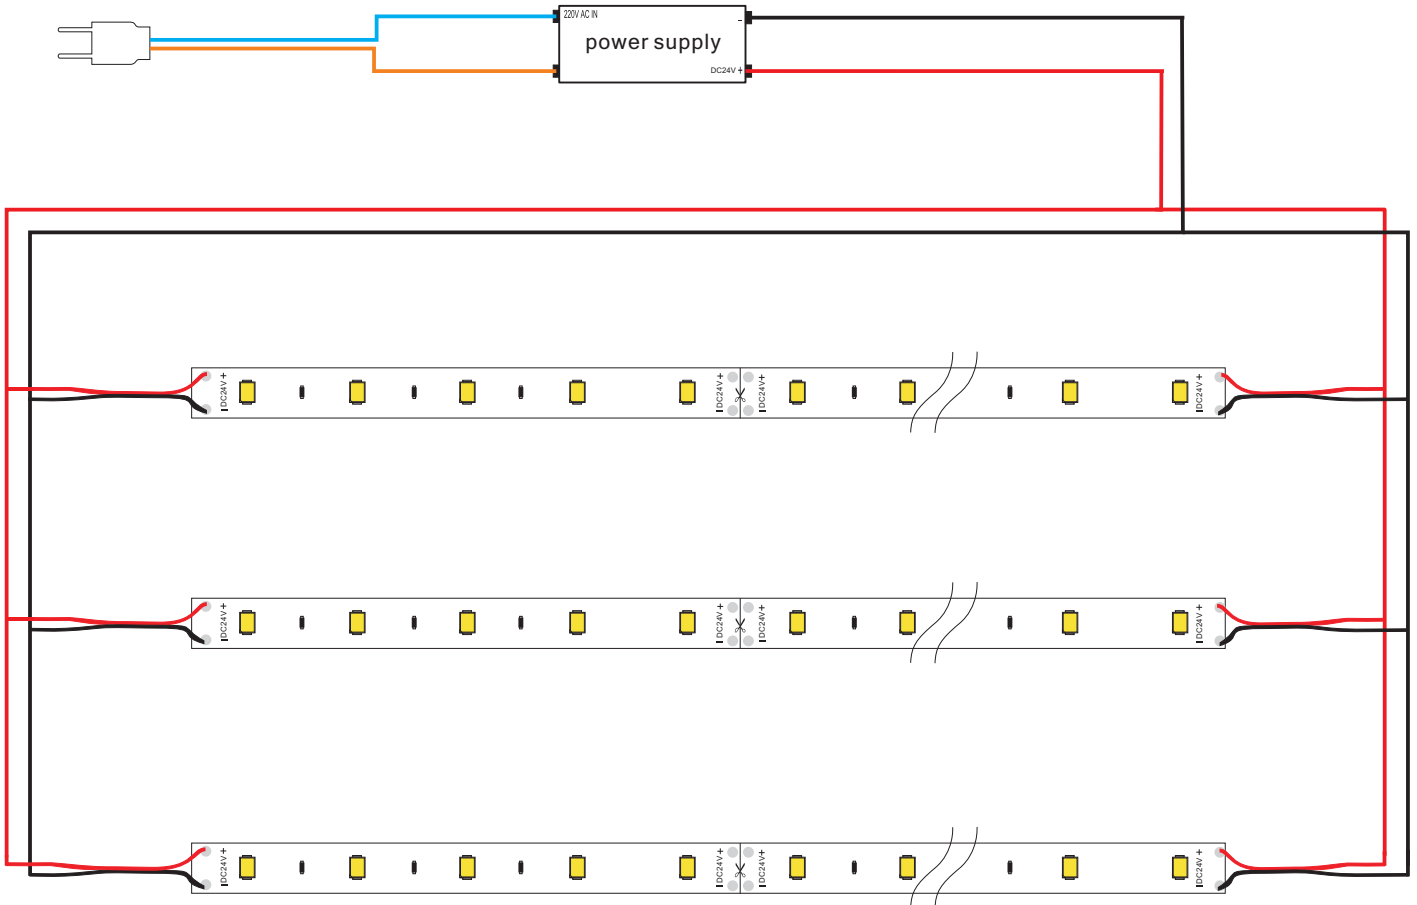 220V AC IN
-
power supply
DC24V +
DC24V + DC24V + DC24V + DC24V +
DC24V + DC24V + DC24V + DC24V +
DC24V + DC24V + DC24V + DC24V +